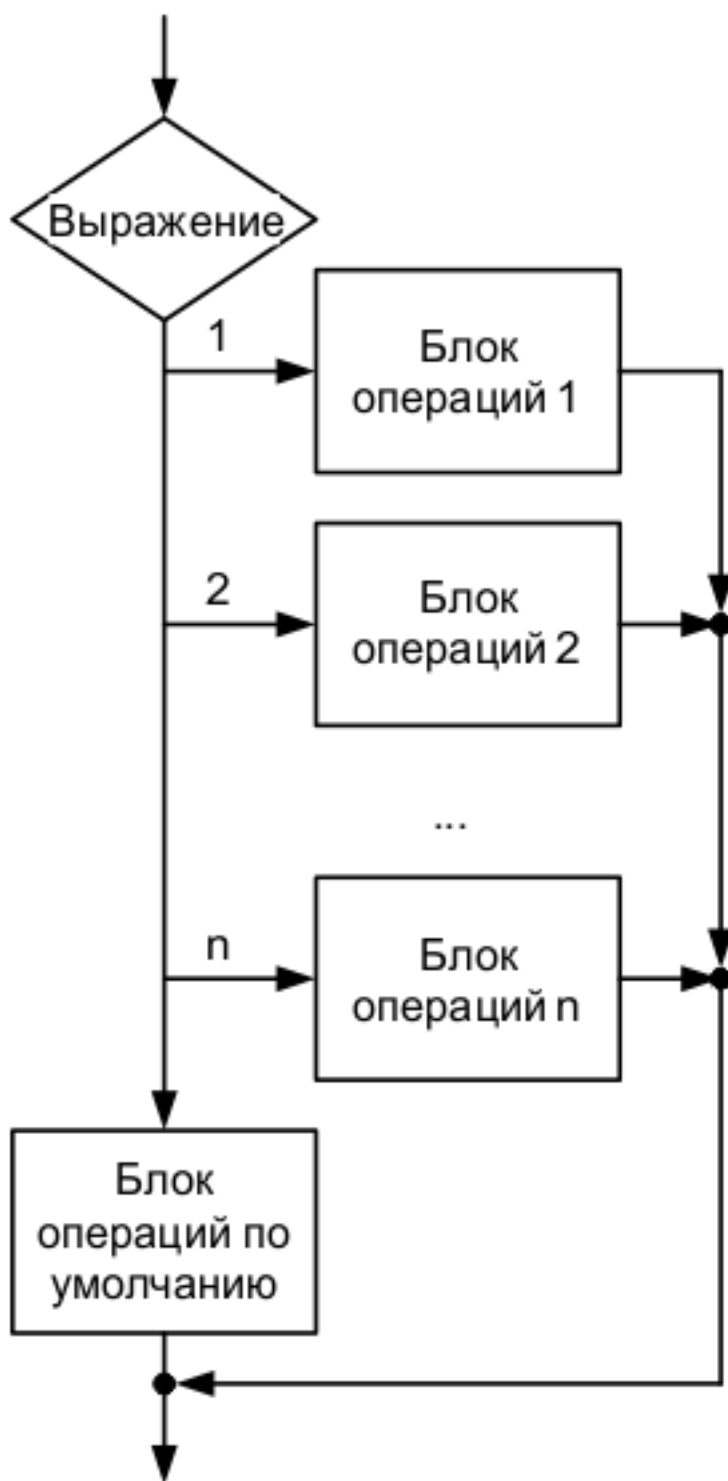 Выражение
1
Блок
операций 1
2
Блок
операций 2
...
n
Блок
операций n
Блок
операций по
умолчанию